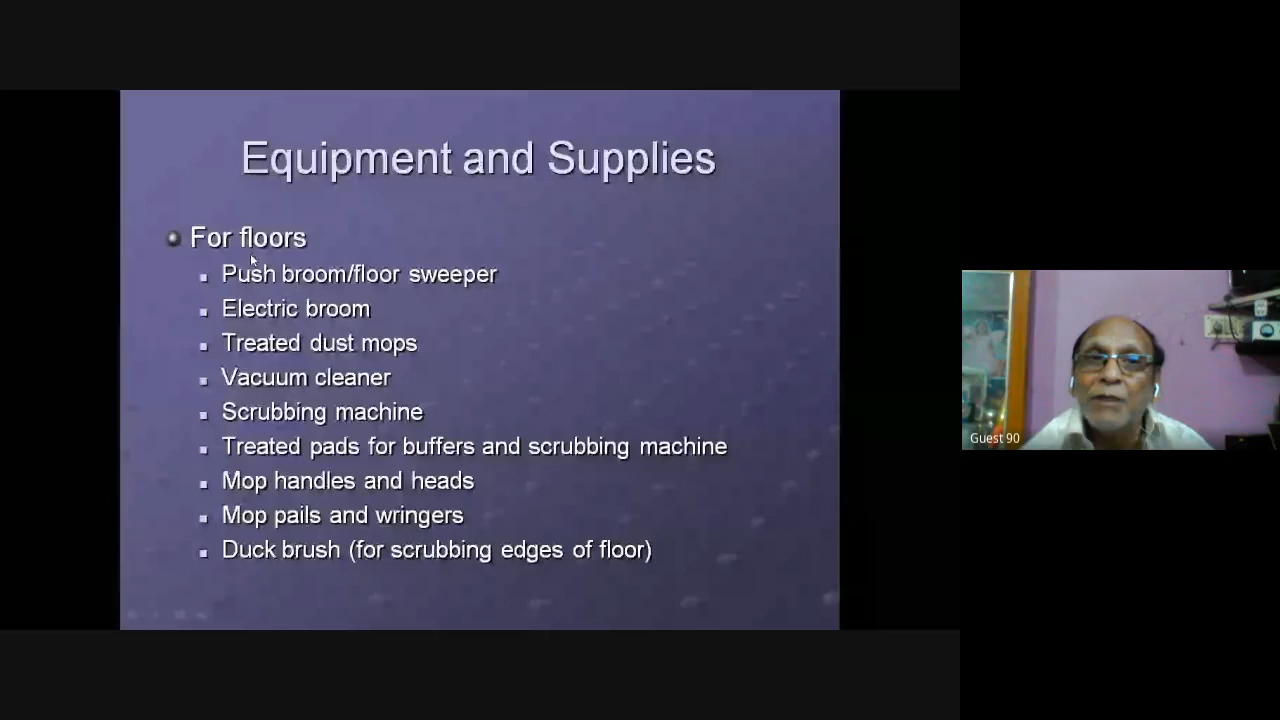 Equipment and Supplies
For floors
Push broom/floor sweeper
Electric broom
Treated dust mops
Vacuum cleaner
Scrubbing machine
Treated pads for buffers and scrubbing machine
Mop handles and heads
Mop pails and wringers
Duck brush (for scrubbing edges of floor)
Guest 90